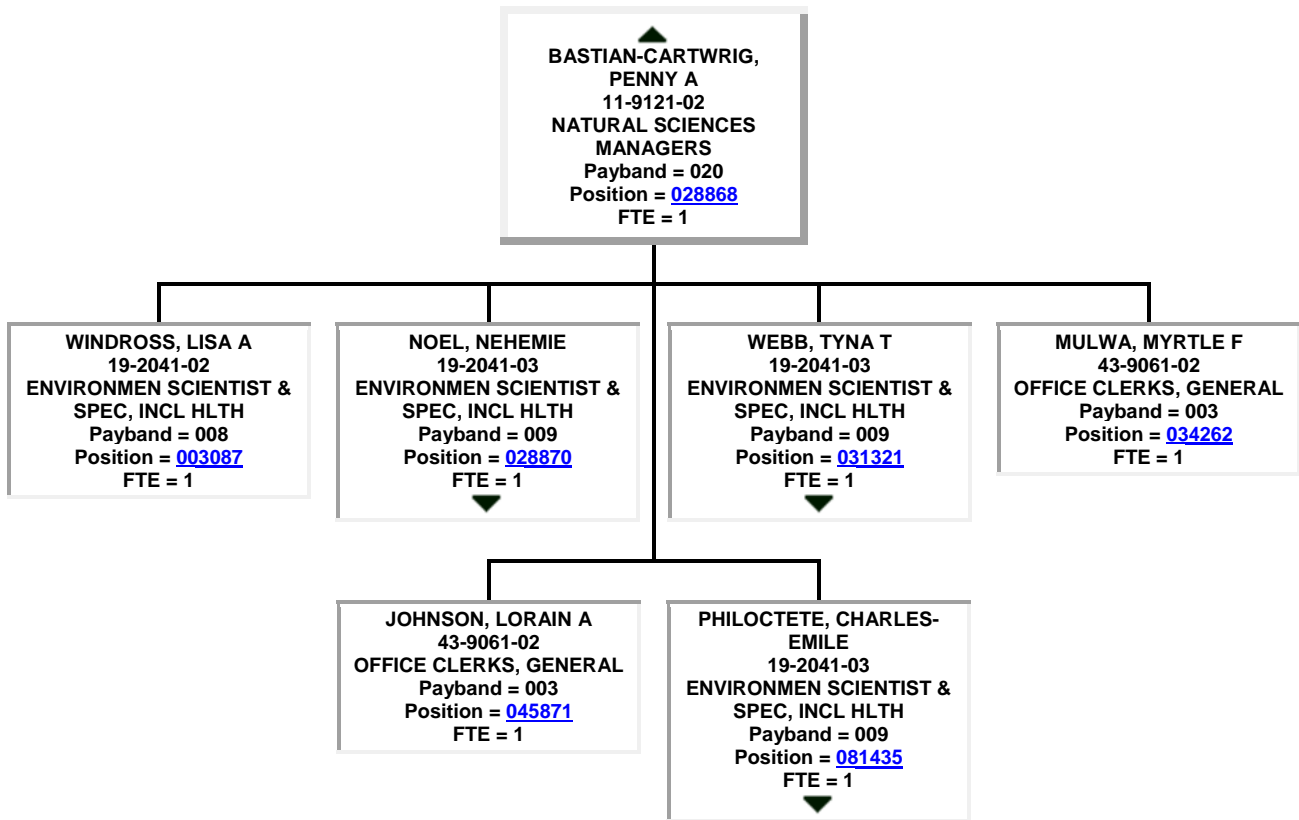 BASTIAN-CARTWRIG,
PENNY A
11-9121-02
NATURAL SCIENCES
MANAGERS
Payband = 020
Position = 028868
FTE = 1
WINDROSS, LISA A
19-2041-02
ENVIRONMEN SCIENTIST &
SPEC, INCL HLTH
Payband = 008
Position = 003087
FTE = 1
NOEL, NEHEMIE
19-2041-03
ENVIRONMEN SCIENTIST &
SPEC, INCL HLTH
Payband = 009
Position = 028870
FTE = 1
WEBB, TYNA T
19-2041-03
ENVIRONMEN SCIENTIST &
SPEC, INCL HLTH
Payband = 009
Position = 031321
FTE = 1
MULWA, MYRTLE F
43-9061-02
OFFICE CLERKS, GENERAL
Payband = 003
Position = 034262
FTE = 1
JOHNSON, LORAIN A
43-9061-02
OFFICE CLERKS, GENERAL
Payband = 003
Position = 045871
FTE = 1
PHILOCTETE, CHARLES-
EMILE
19-2041-03
ENVIRONMEN SCIENTIST &
SPEC, INCL HLTH
Payband = 009
Position = 081435
FTE = 1